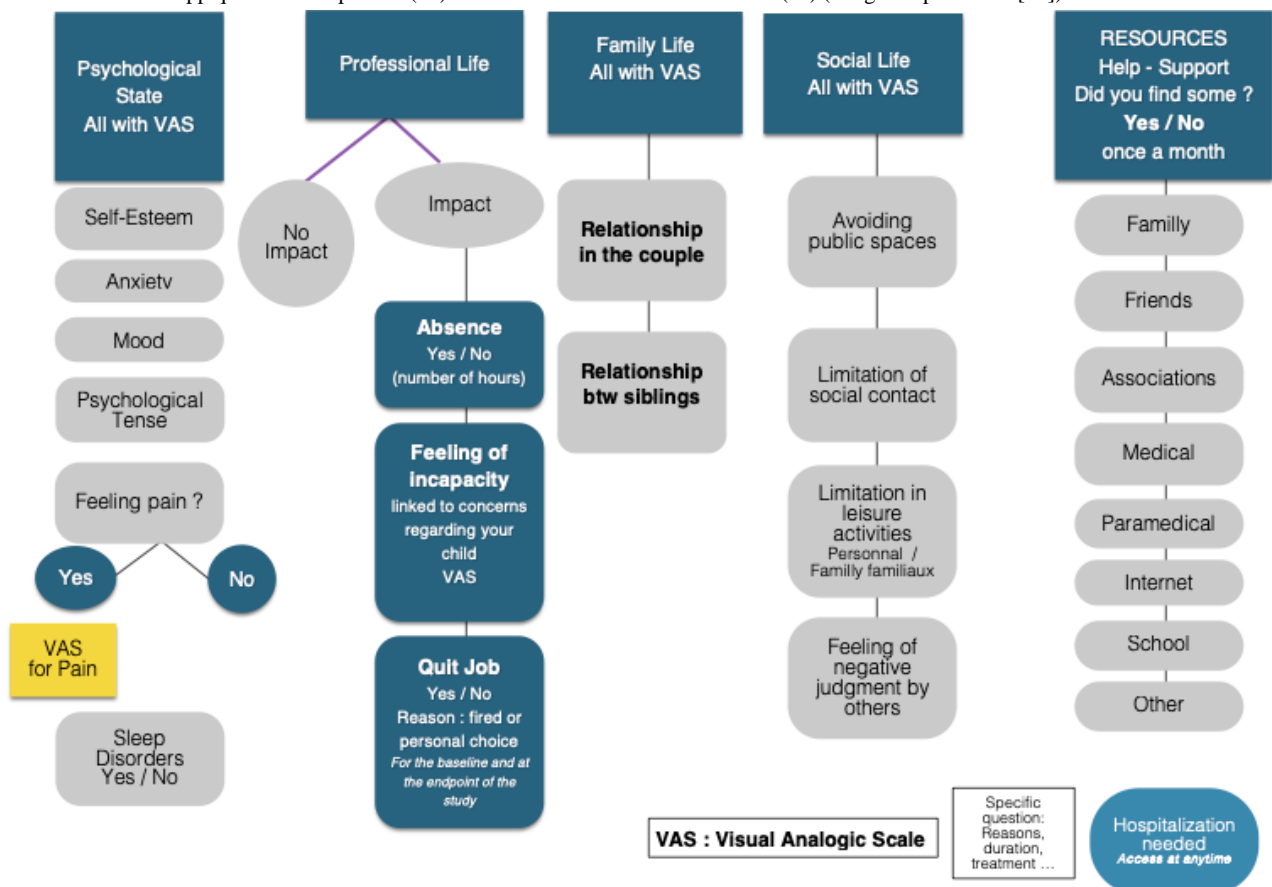 Psychological
State
All with VAS
Self-Esteem
Anxietv
Mood
Psychological
Tense
Feeling pain ?
Yes
No
VAS
for Pain
Sleep
Disorders
Yes / No
Professional Life
No
Impact
Impact
Absence
Yes / No
(number of hours)
Feeling of
incapacity
linked to concerns
regarding your
child
VAS
Quit Job
Yes / No
Reason : fired or
personal choice
For the baseline and at
the endpoint of the
study
Family Life
All with VAS
Relationship
in the couple
Relationship
btw siblings
Social Life
All with VAS
Avoiding
public spaces
Limitation of
social contact
Limitation in
leisure
activities
Personnal /
Familly familiaux
Feeling of
negative
judgment by
others
RESOURCES
Help - Support
Did you find some ?
Yes / No
once a month
Familly
Friends
Associations
Medical
Paramedical
Internet
School
Other
VAS : Visual Analogic Scale
Specific
question:
Reasons,
duration,
treatment ...
Hospitalization
needed
Access at anytime